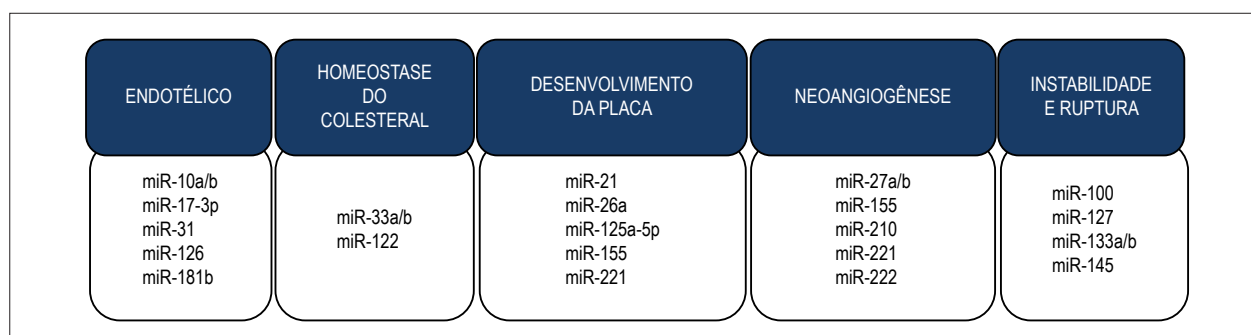 ENDOTÉLICO
miR-10a/b
miR-17-3p
miR-31
miR-126
miR-181b
HOMEOSTASE
DO
COLESTERAL
miR-33a/b
miR-122
DESENVOLVIMENTO
DA PLACA
miR-21
miR-26a
miR-125a-5p
miR-155
miR-221
NEOANGIOGÊNESE
miR-27a/b
miR-155
miR-210
miR-221
miR-222
INSTABILIDADE
E RUPTURA
miR-100
miR-127
miR-133a/b
miR-145